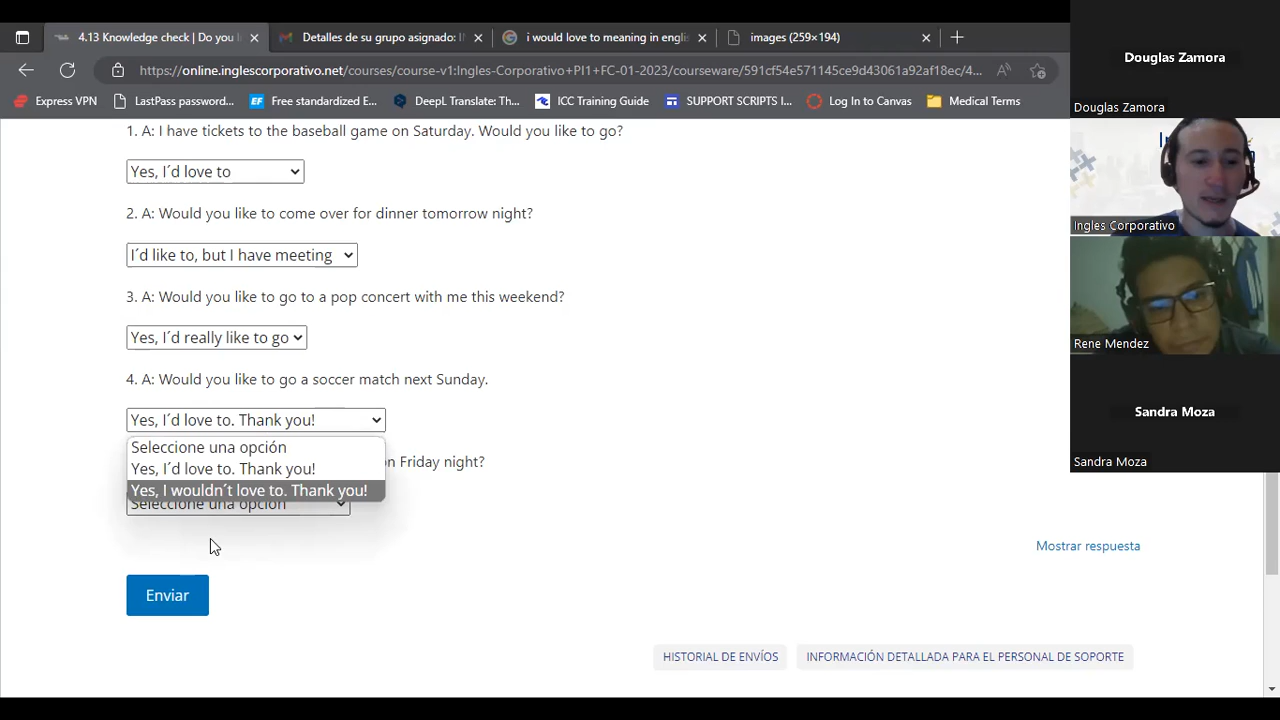 4.13 Knowledge check | Do you l
Detalles de su grupo asignado: IN
i would love to meaning in engli
images (259×194)
https://online.inglescorporativo.net/courses/course-v1:Ingles-Corporativo+PI1+FC-01-2023/courseware/591cf54e571145ce9d43061a92af18ec/4...
Express VPN
LastPass password...
Free standardized E...
DeepL Translate: Th...
ICC Training Guide
SUPPORT SCRIPTS I...
Log In to Canvas
Medical Terms
1. A: I have tickets to the baseball game on Saturday. Would you like to go?
Yes, I´d love to
2. A: Would you like to come over for dinner tomorrow night?
I´d like to, but I have meeting
3. A: Would you like to go to a pop concert with me this weekend?
Yes, I´d really like to go
4. A: Would you like to go a soccer match next Sunday.
Yes, I´d love to. Thank you!
Seleccione una opción
Yes, I´d love to. Thank you!
on Friday night?
Yes, I wouldn´t love to. Thank you!
Seleccione una opción
Mostrar respuesta
Enviar
HISTORIAL DE ENVÍOS
INFORMACIÓN DETALLADA PARA EL PERSONAL DE SOPORTE
Douglas Zamora
Douglas Zamora
Ingles Corporativo
Rene Mendez
Sandra Moza
Sandra Moza